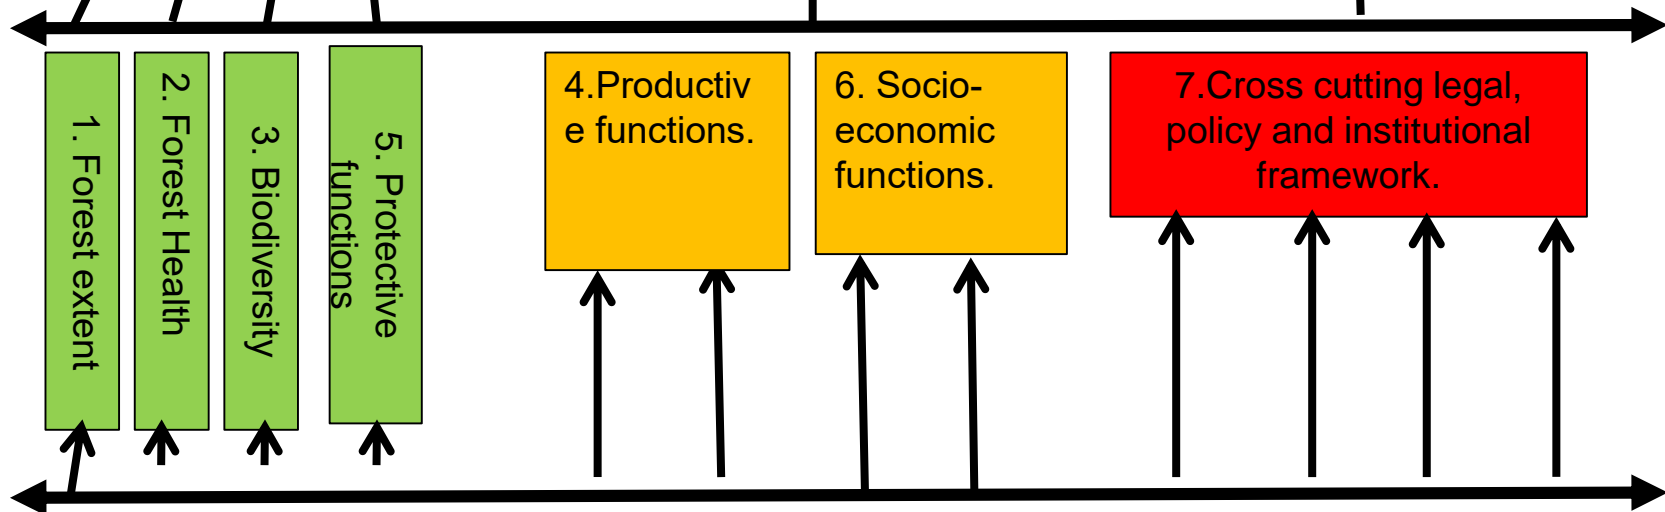 1. Forest extent
2. Forest Health
3. Biodiversity
5. Protective
functions
4.Productiv
e functions.
6. Socio-
economic
functions.
7.Cross cutting legal,
policy and institutional
framework.